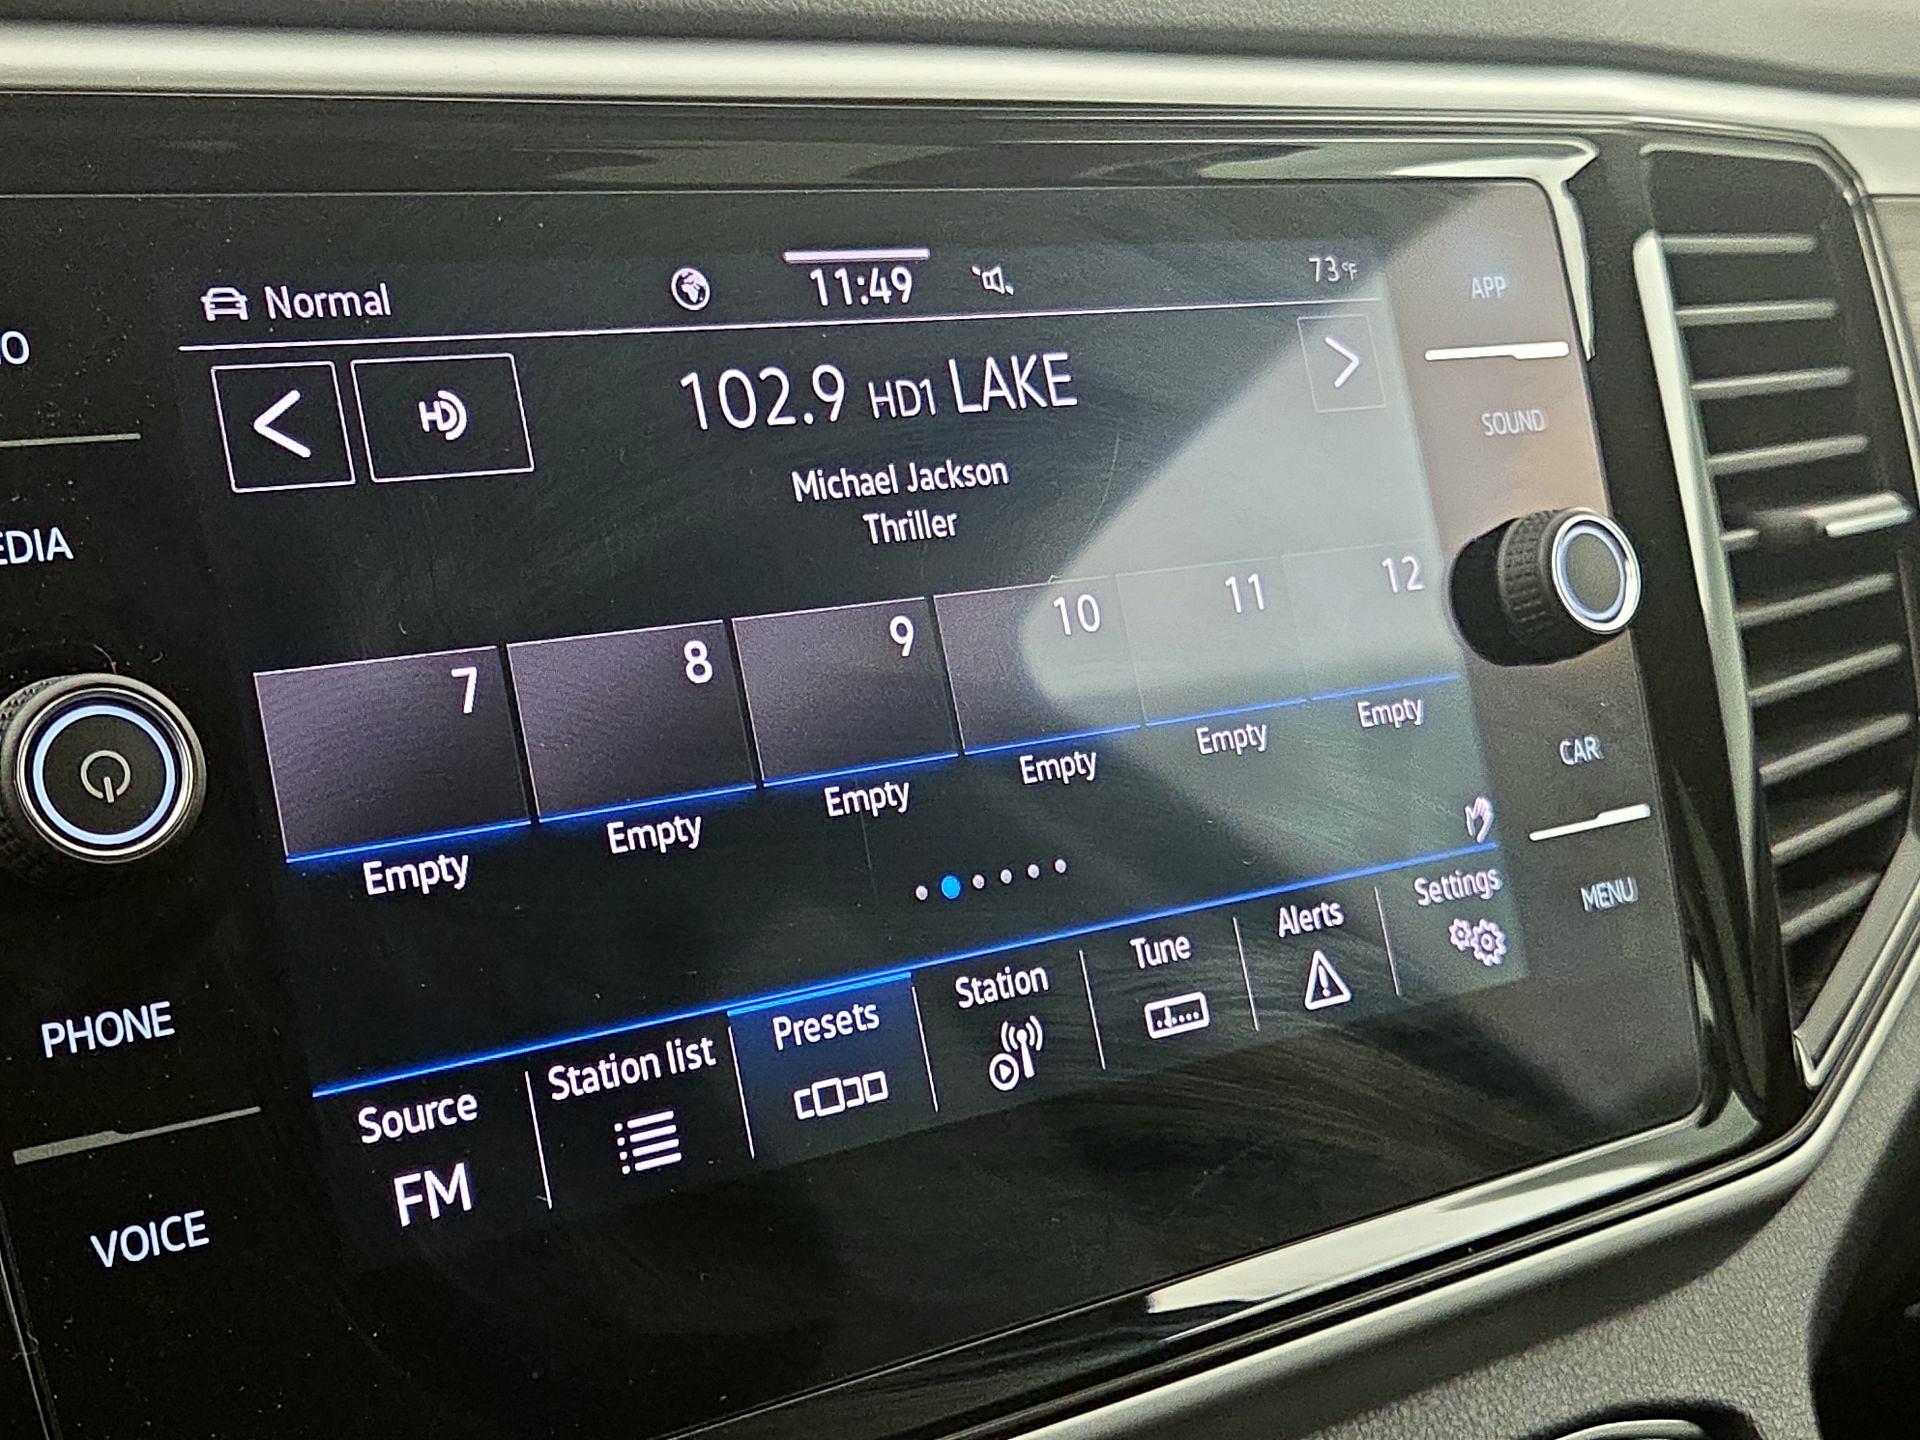 Normal
11:49
73°F
APP
102.9 HD1 LAKE
HD
SOUND
Michael Jackson
Thriller
7 8 9 10 11 12
Empty Empty Empty Empty Empty Empty
CAR
MENU
PHONE
VOICE
Source Station list Presets Station Tune Alerts Settings
FM